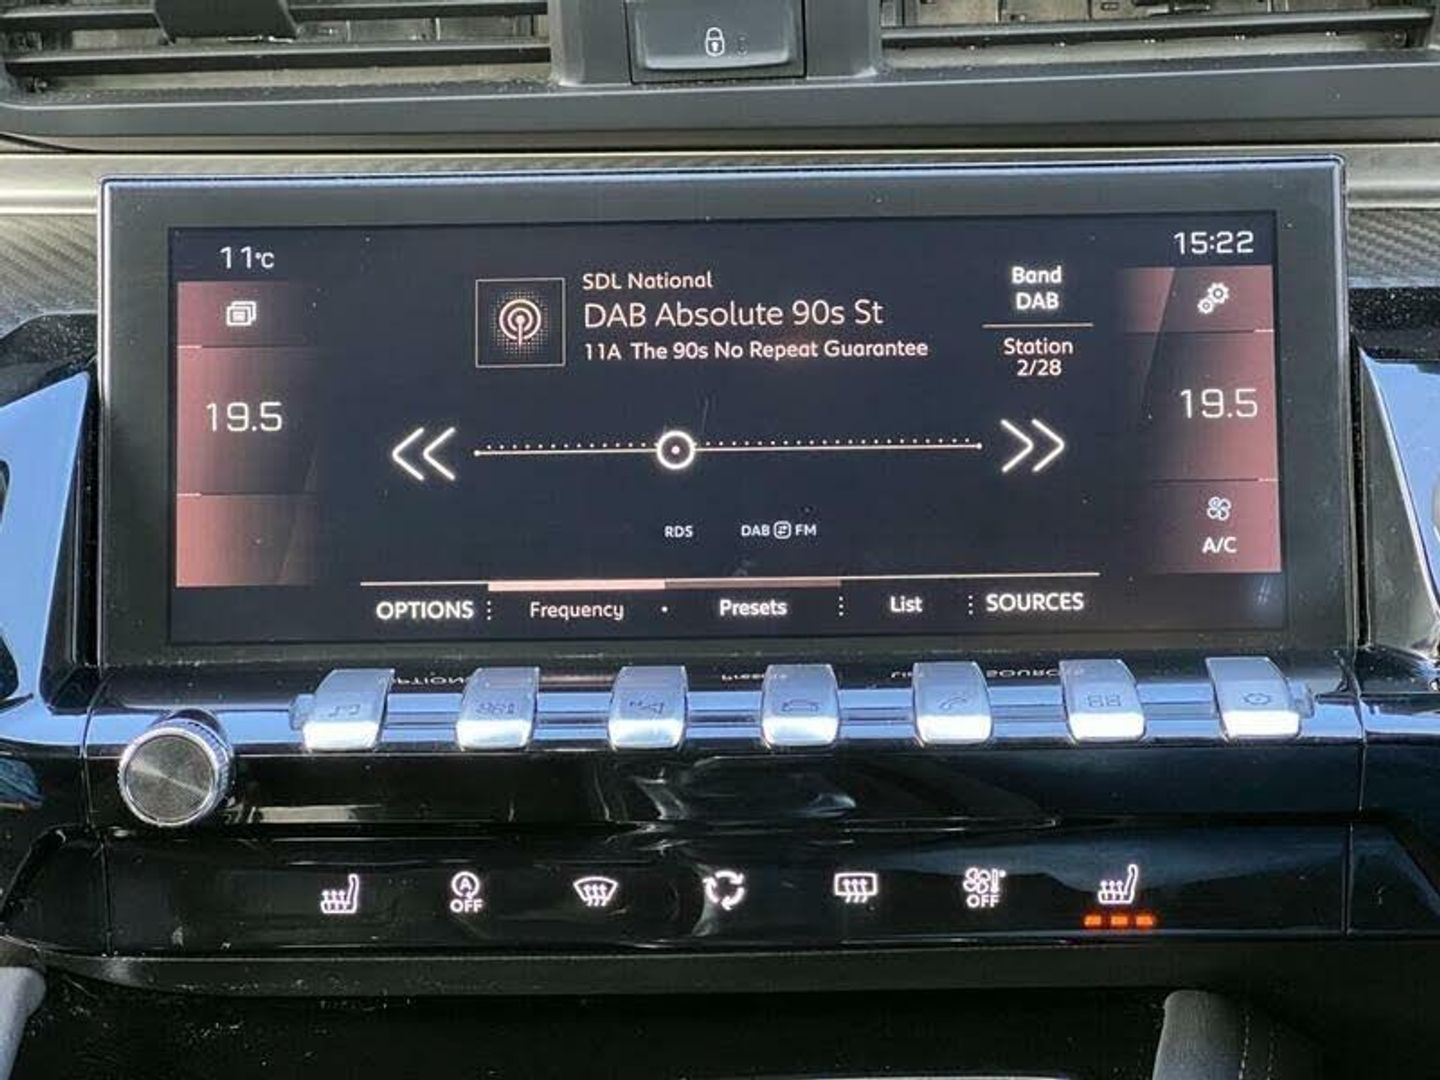 11°C
15:22
SDL National
DAB Absolute 90s St
11A The 90s No Repeat Guarantee
Band
DAB
Station
2/28
19.5
19.5
RDS
DAB FM
A/C
OPTIONS
Frequency
Presets
List
SOURCES
A
OFF
OFF